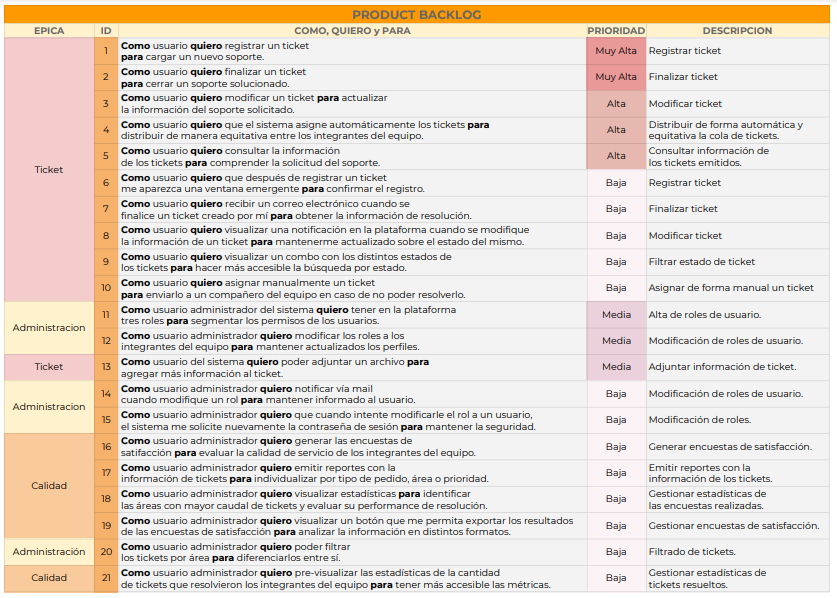 PRODUCT BACKLOG
EPICA ID COMO, QUIERO y PARA PRIORIDAD DESCRIPCION
Ticket
1 Como usuario quiero registrar un ticket
para cargar un nuevo soporte. Muy Alta Registrar ticket
2 Como usuario quiero finalizar un ticket
para cerrar un soporte solucionado. Muy Alta Finalizar ticket
3 Como usuario quiero modificar un ticket para actualizar
la información del soporte solicitado. Alta Modificar ticket
4 Como usuario quiero que el sistema asigne automáticamente los tickets para
distribuir de manera equitativa entre los integrantes del equipo. Alta Distribuir de forma automática y
equitativa la cola de tickets.
5 Como usuario quiero consultar la información
de los tickets para comprender la solicitud del soporte. Alta Consultar información de
los tickets emitidos.
6 Como usuario quiero que después de registrar un ticket
me aparezca una ventana emergente para confirmar el registro. Baja Registrar ticket
7 Como usuario quiero recibir un correo electrónico cuando se
finalice un ticket creado por mí para obtener la información de resolución. Baja Finalizar ticket
8 Como usuario quiero visualizar una notificación en la plataforma cuando se modifique
la información de un ticket para mantenerme actualizado sobre el estado del mismo. Baja Modificar ticket
9 Como usuario quiero visualizar un combo con los distintos estados de
los tickets para hacer más accesible la búsqueda por estado. Baja Filtrar estado de ticket
10 Como usuario quiero asignar manualmente un ticket
para enviarlo a un compañero del equipo en caso de no poder resolverlo. Baja Asignar de forma manual un ticket
Administracion
11 Como usuario administrador del sistema quiero tener en la plataforma
tres roles para segmentar los permisos de los usuarios. Media Alta de roles de usuario.
12 Como usuario administrador quiero modificar los roles a los
integrantes del equipo para mantener actualizados los perfiles. Media Modificación de roles de usuario.
Ticket
13 Como usuario del sistema quiero poder adjuntar un archivo para
agregar más información al ticket. Media Adjuntar información de ticket.
Administracion
14 Como usuario administrador quiero notificar vía mail
cuando modifique un rol para mantener informado al usuario. Baja Modificación de roles de usuario.
15 Como usuario administrador quiero que cuando intente modificarle el rol a un usuario,
el sistema me solicite nuevamente la contraseña de sesión para mantener la seguridad. Baja Modificación de roles.
Calidad
16 Como usuario administrador quiero generar las encuestas de
satifacción para evaluar la calidad de servicio de los integrantes del equipo. Baja Generar encuestas de satisfacción.
17 Como usuario administrador quiero emitir reportes con la
información de tickets para individualizar por tipo de pedido, área o prioridad. Baja Emitir reportes con la
información de los tickets.
18 Como usuario administrador quiero visualizar estadísticas para identificar
las áreas con mayor caudal de tickets y evaluar su performance de resolución. Baja Gestionar estadísticas de
las encuestas realizadas.
19 Como usuario administrador quiero visualizar un botón que me permita exportar los resultados
de las encuestas de satisfacción para analizar la información en distintos formatos. Baja Gestionar encuestas de satisfacción.
Administración
20 Como usuario administrador quiero poder filtrar
los tickets por área para diferenciarlos entre sí. Baja Filtrado de tickets.
Calidad
21 Como usuario administrador quiero pre-visualizar las estadísticas de la cantidad
de tickets que resolvieron los integrantes del equipo para tener más accesible las métricas. Baja Gestionar estadísticas de
tickets resueltos.